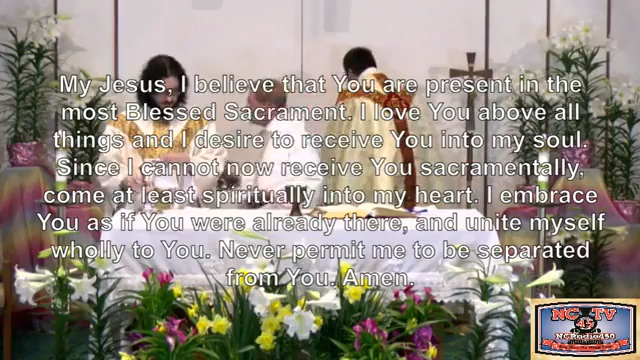 My Jesus, I believe that You are present in the
most Blessed Sacrament. I love You above all
things and I desire to receive You into my soul.
Since I cannot now receive You sacramentally,
come at least spiritually into my heart. I embrace
You as if You were already there, and unite myself
wholly to You. Never permit me to be separated
from You. Amen.
NC TV
45
NCRadio450